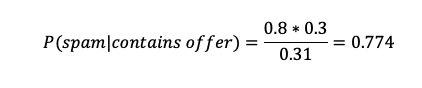 P(spam|contains offer) = 0.8 * 0.3 / 0.31 = 0.774